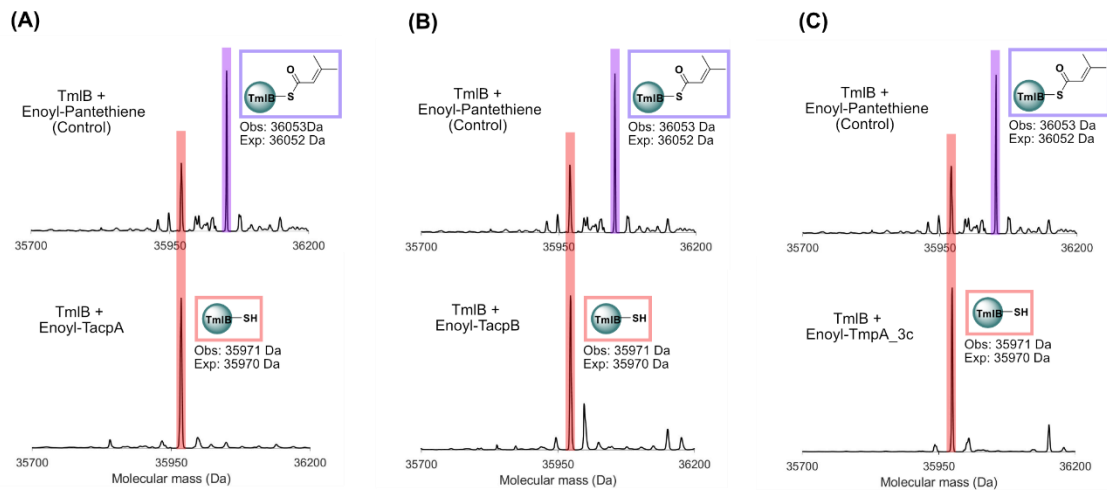 (A)
TmlB +
Enoyl-Pantethiene
(Control)
O
TmlB
S
Obs: 36053Da
Exp: 36052 Da
35700
35950
36200
TmlB +
Enoyl-TacpA
TmlB
SH
Obs: 35971 Da
Exp: 35970 Da
35700
35950
36200
Molecular mass (Da)
(B)
TmlB +
Enoyl-Pantethiene
(Control)
O
TmlB
S
Obs: 36053 Da
Exp: 36052 Da
35700
35950
36200
TmlB +
Enoyl-TacpB
TmlB
SH
Obs: 35971 Da
Exp: 35970 Da
35700
35950
36200
Molecular mass (Da)
(C)
TmlB +
Enoyl-Pantethiene
(Control)
O
TmlB
S
Obs: 36053 Da
Exp: 36052 Da
35700
35950
36200
TmlB +
Enoyl-TmpA_3c
TmlB
SH
Obs: 35971 Da
Exp: 35970 Da
35700
35950
36200
Molecular mass (Da)